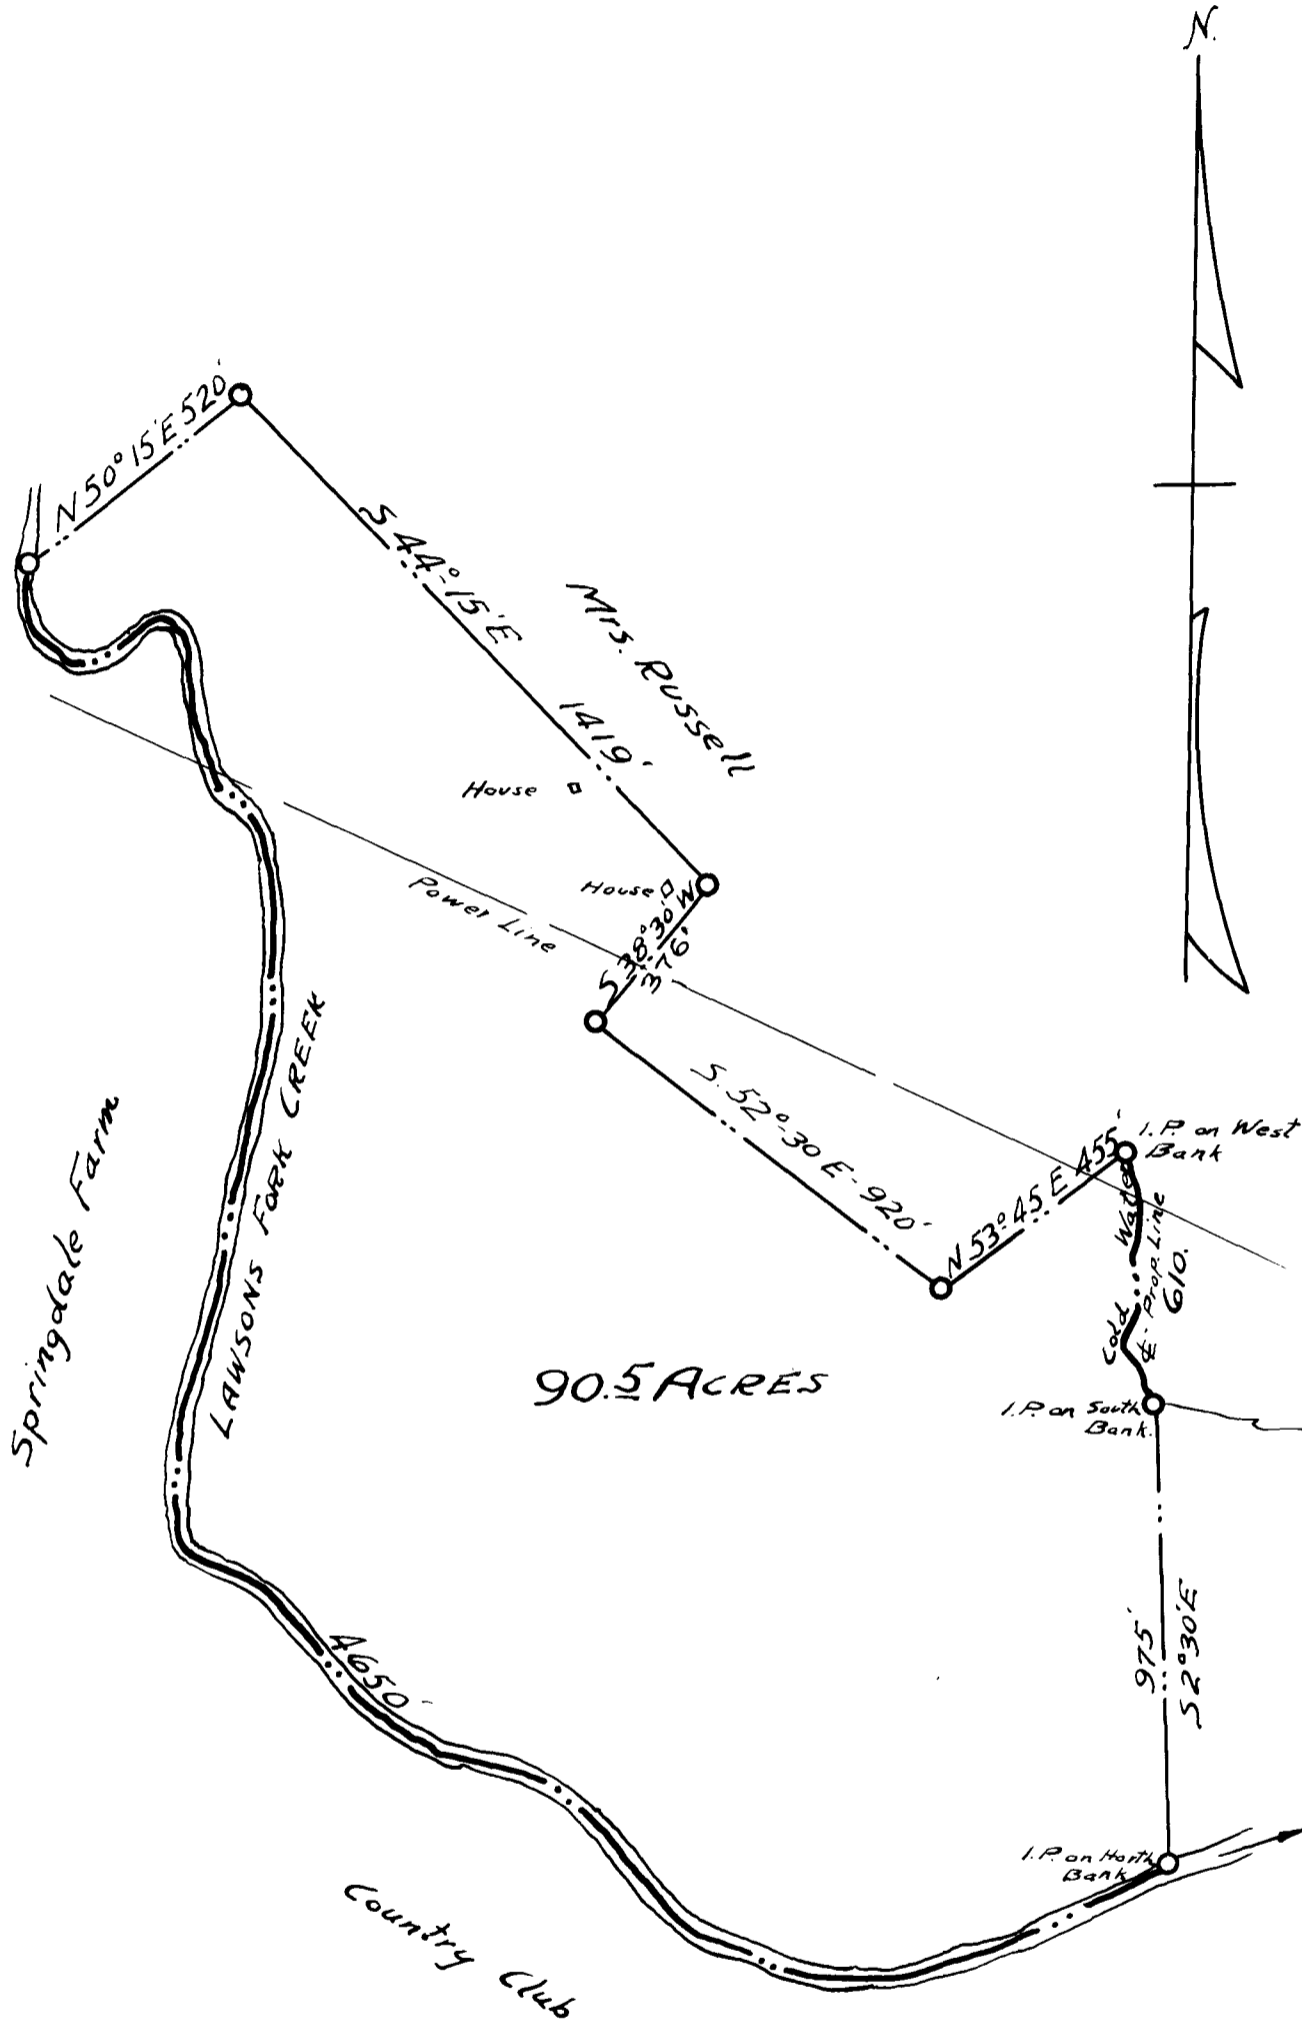 N.
N 50° 15' E 520'
S 44°-15' E
1419'
Mrs. Russell
House
House
Power Line
S 38°30' W
376'
S. 52°-30 E - 920'
N 53°-45 E 455'
I.P. on West
Bank
Cold Water
℄ - Prop. Line
610.
I.P. on South
Bank.
LAWSONS FORK CREEK
Springdale Farm
90.5 ACRES
975'
S 2°30' E
4650'
I.P. on North
Bank
Country Club